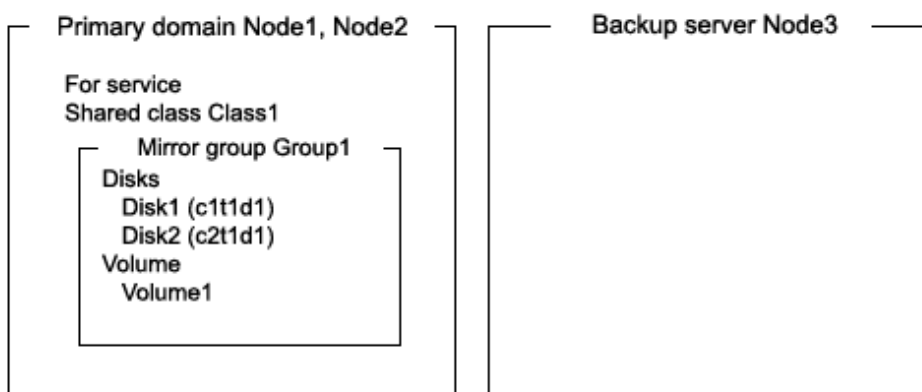 Primary domain Node1, Node2
Backup server Node3
For service
Shared class Class1
Mirror group Group1
Disks
Disk1 (c1t1d1)
Disk2 (c2t1d1)
Volume
Volume1